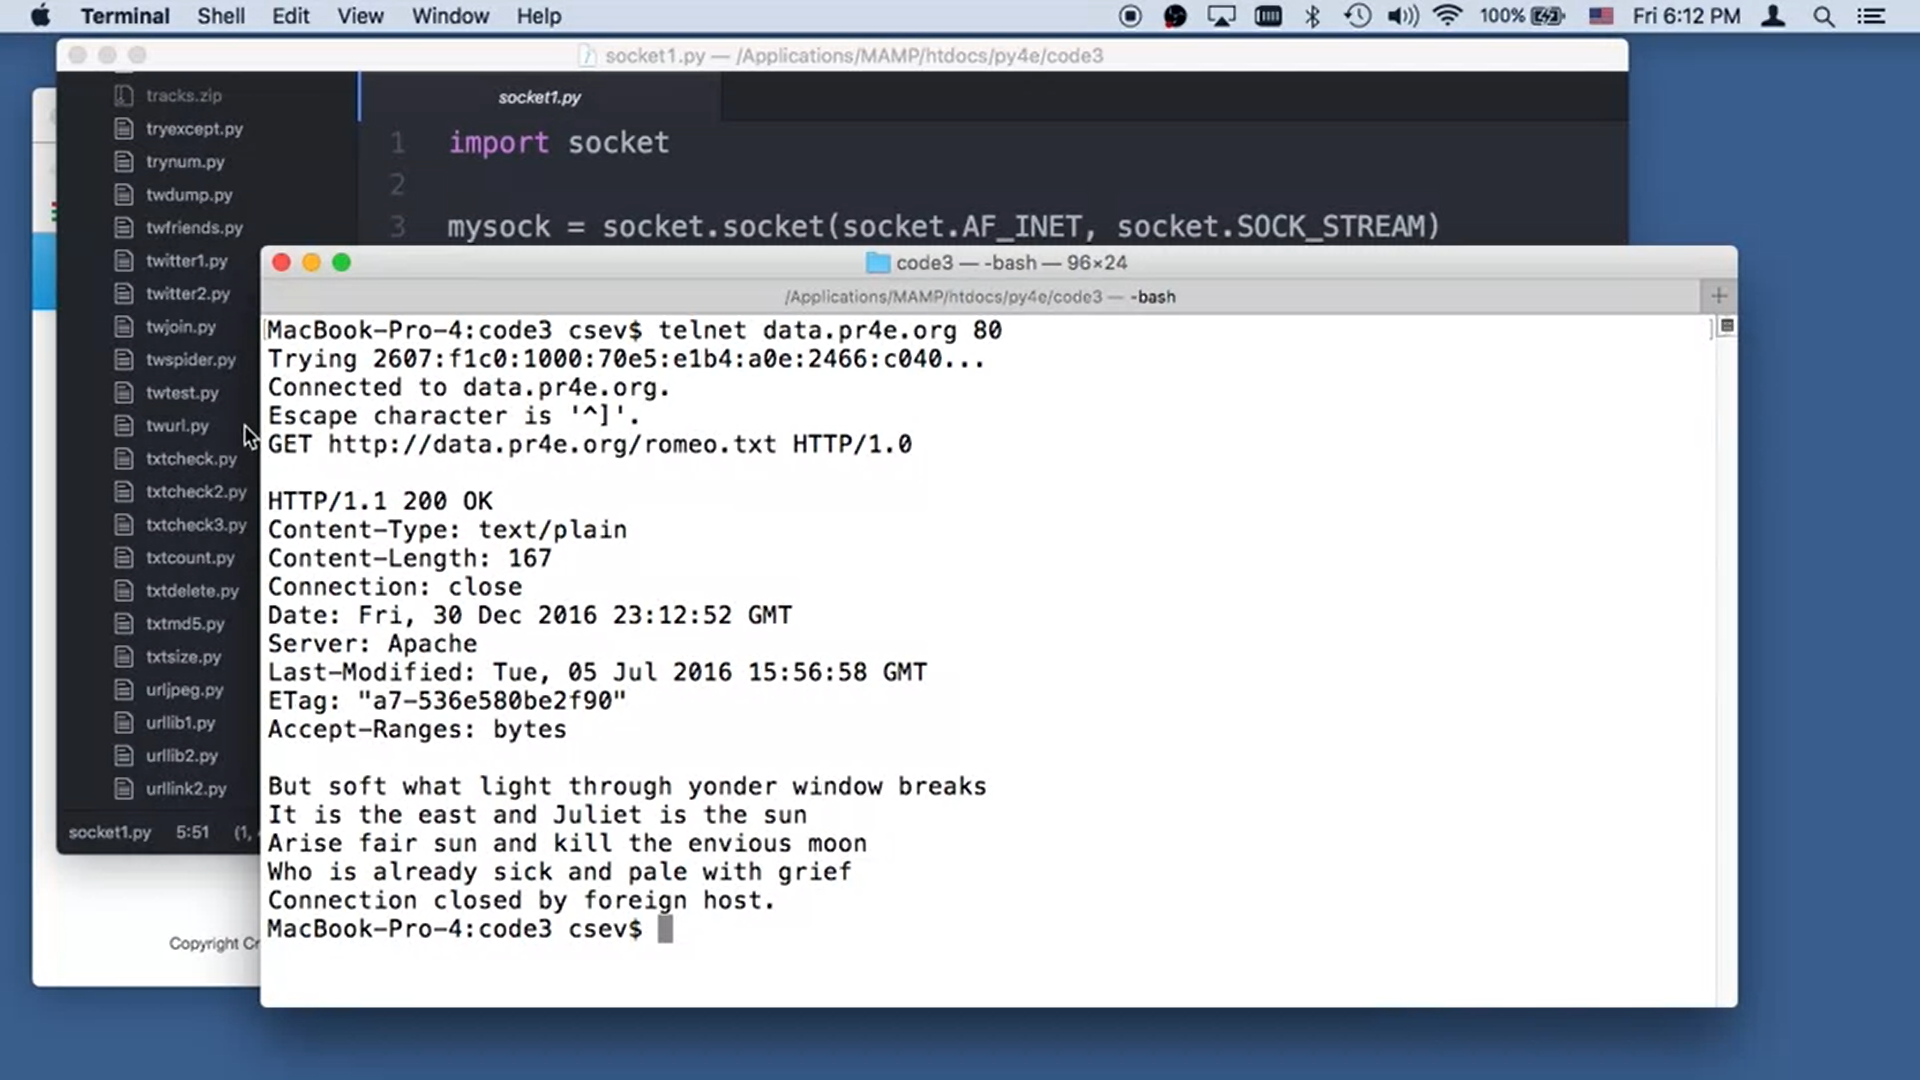 Terminal Shell Edit View Window Help 100% Fri 6:12 PM
socket1.py — /Applications/MAMP/htdocs/py4e/code3
tracks.zip
tryexcept.py
trynum.py
twdump.py
twfriends.py
twitter1.py
twitter2.py
twjoin.py
twspider.py
twtest.py
twurl.py
txtcheck.py
txtcheck2.py
txtcheck3.py
txtcount.py
txtdelete.py
txtmd5.py
txtsize.py
urljpeg.py
urllib1.py
urllib2.py
urllink2.py
socket1.py 5:51 (1,
socket1.py
1 import socket
2
3 mysock = socket.socket(socket.AF_INET, socket.SOCK_STREAM)
code3 — -bash — 96×24
/Applications/MAMP/htdocs/py4e/code3 — -bash
MacBook-Pro-4:code3 csev$ telnet data.pr4e.org 80
Trying 2607:f1c0:1000:70e5:e1b4:a0e:2466:c040...
Connected to data.pr4e.org.
Escape character is '^]'.
GET http://data.pr4e.org/romeo.txt HTTP/1.0
HTTP/1.1 200 OK
Content-Type: text/plain
Content-Length: 167
Connection: close
Date: Fri, 30 Dec 2016 23:12:52 GMT
Server: Apache
Last-Modified: Tue, 05 Jul 2016 15:56:58 GMT
ETag: "a7-536e580be2f90"
Accept-Ranges: bytes
But soft what light through yonder window breaks
It is the east and Juliet is the sun
Arise fair sun and kill the envious moon
Who is already sick and pale with grief
Connection closed by foreign host.
MacBook-Pro-4:code3 csev$
Copyright